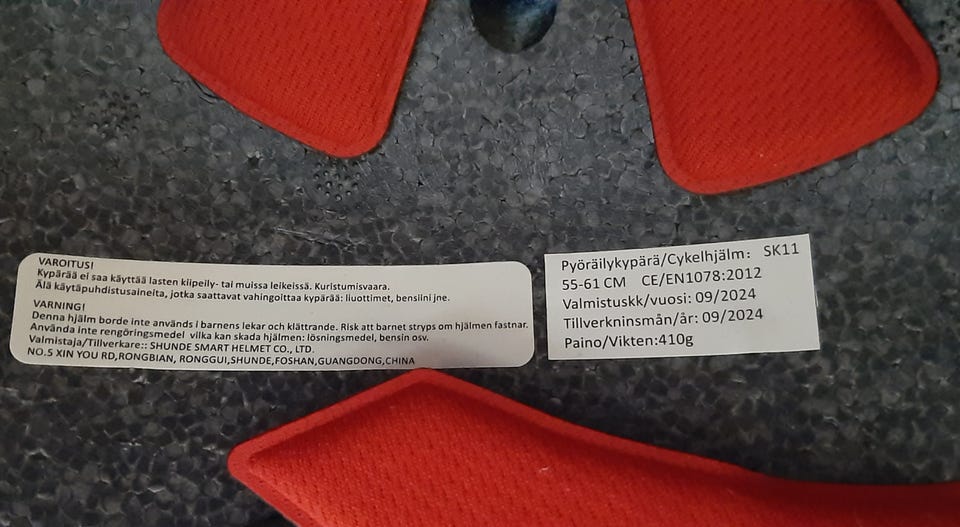 VAROITUS!
Kypärää ei saa käyttää lasten kiipeily- tai muissa leikeissä. Kuristumisvaara.
Älä käytäpuhdistusaineita, jotka saattavat vahingoittaa kypärää: liuottimet, bensiini jne.
VARNING!
Denna hjälm borde inte används i barnens lekar och klättrande. Risk att barnet stryps om hjälmen fastnar.
Använda inte rengöringsmedel vilka kan skada hjälmen: lösningsmedel, bensin osv.
Valmistaja/Tillverkare:: SHUNDE SMART HELMET CO., LTD.
NO.5 XIN YOU RD,RONGBIAN, RONGGUI,SHUNDE,FOSHAN,GUANGDONG,CHINA
Pyöräilykypärä/Cykelhjälm: SK11
55-61 CM CE/EN1078:2012
Valmistuskk/vuosi: 09/2024
Tillverkninsmån/år: 09/2024
Paino/Vikten:410g